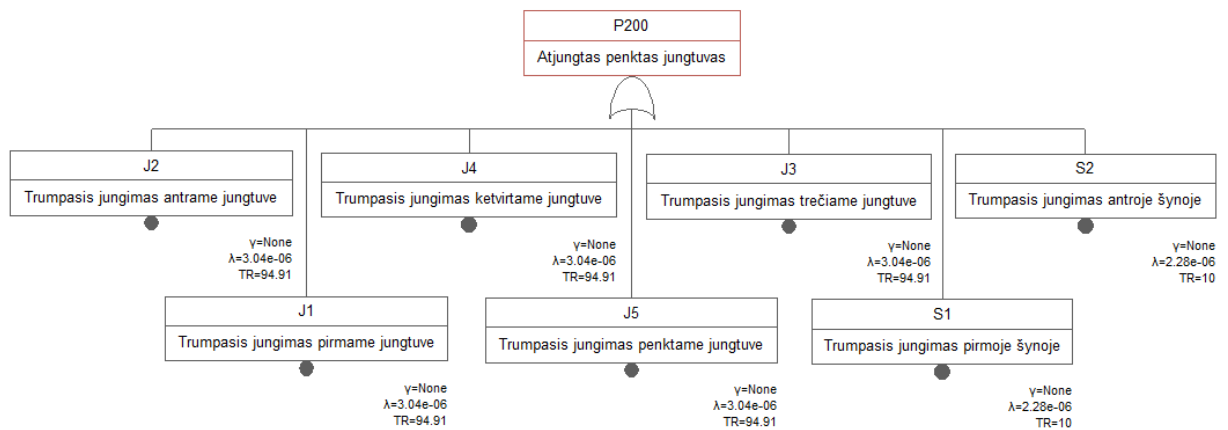 P200
Atjungtas penktas jungtuvas
J2
Trumpasis jungimas antrame jungtuve
γ=None
λ=3.04e-06
TR=94.91
J4
Trumpasis jungimas ketvirtame jungtuve
γ=None
λ=3.04e-06
TR=94.91
J3
Trumpasis jungimas trečiame jungtuve
γ=None
λ=3.04e-06
TR=94.91
S2
Trumpasis jungimas antroje šynoje
γ=None
λ=2.28e-06
TR=10
J1
Trumpasis jungimas pirmame jungtuve
γ=None
λ=3.04e-06
TR=94.91
J5
Trumpasis jungimas penktame jungtuve
γ=None
λ=3.04e-06
TR=94.91
S1
Trumpasis jungimas pirmoje šynoje
γ=None
λ=2.28e-06
TR=10